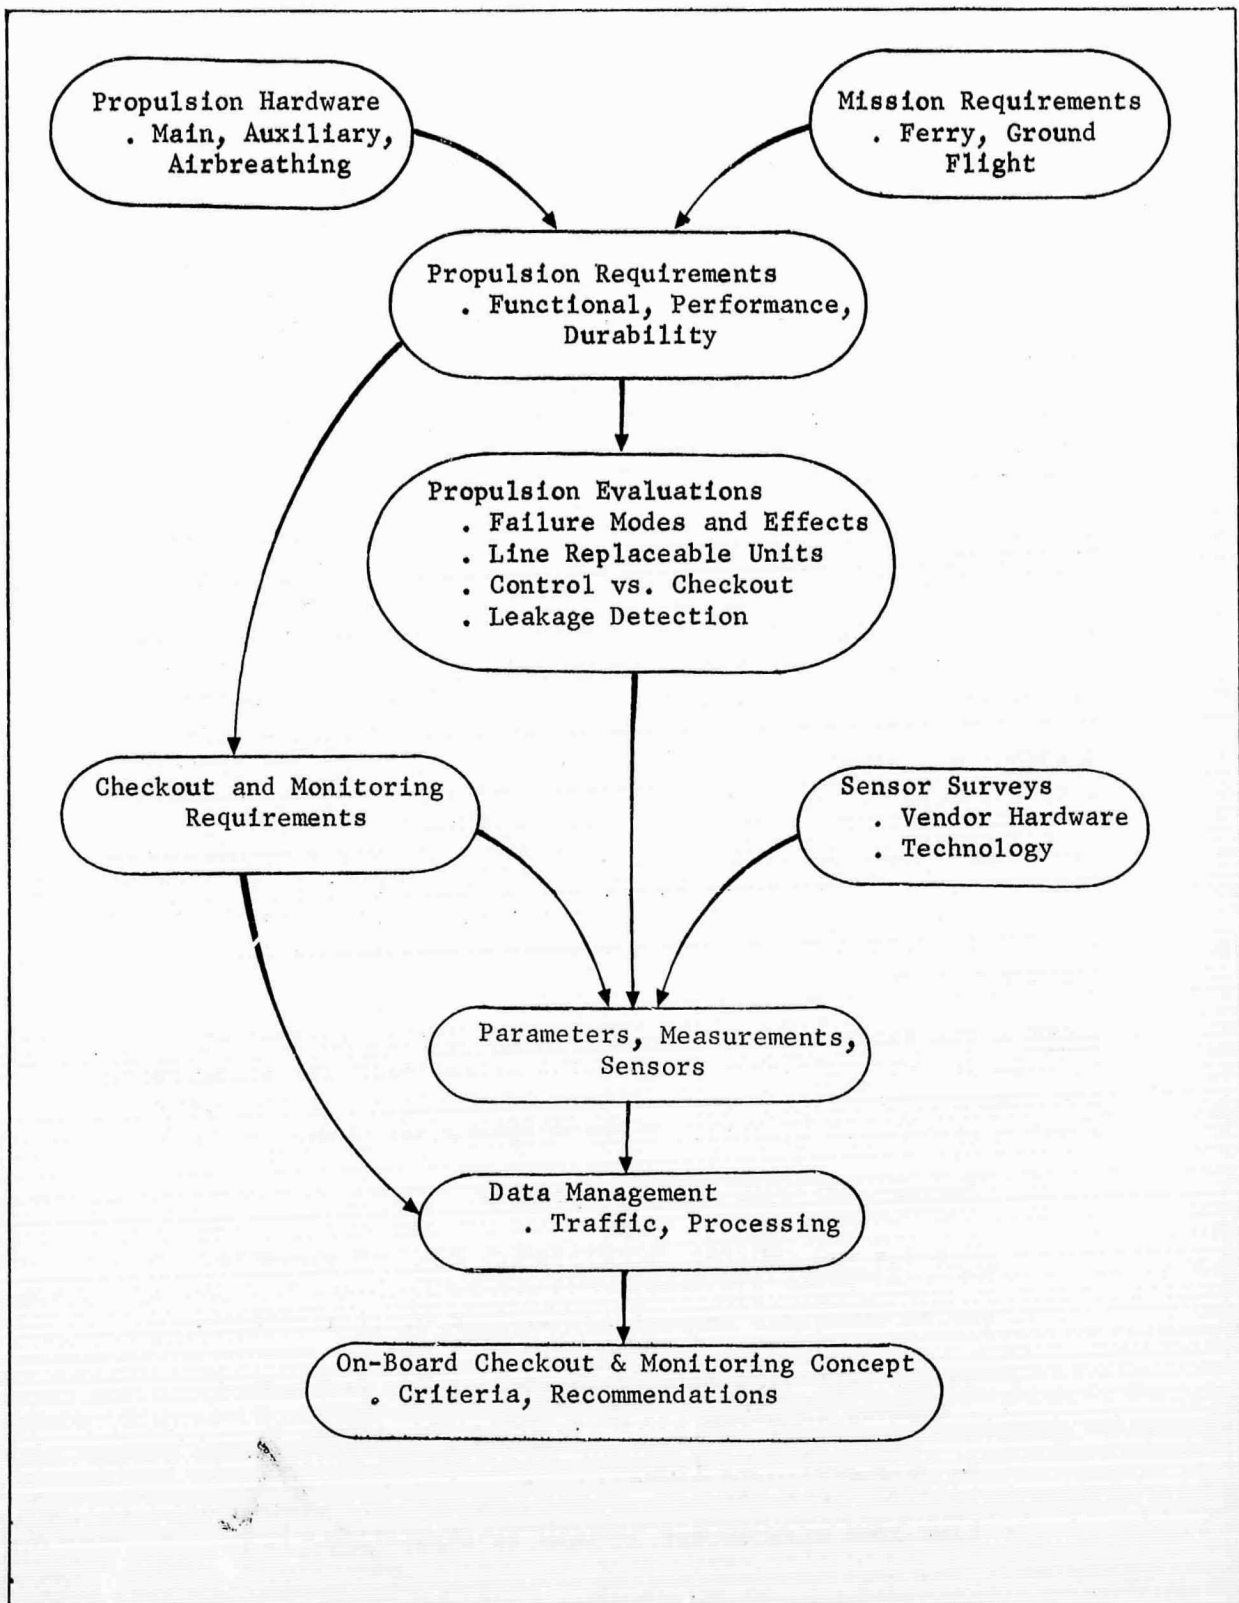 Propulsion Hardware
. Main, Auxiliary,
Airbreathing
Mission Requirements
. Ferry, Ground
Flight
Propulsion Requirements
. Functional, Performance,
Durability
Propulsion Evaluations
. Failure Modes and Effects
. Line Replaceable Units
. Control vs. Checkout
. Leakage Detection
Checkout and Monitoring
Requirements
Sensor Surveys
. Vendor Hardware
. Technology
Parameters, Measurements,
Sensors
Data Management
. Traffic, Processing
On-Board Checkout & Monitoring Concept
. Criteria, Recommendations